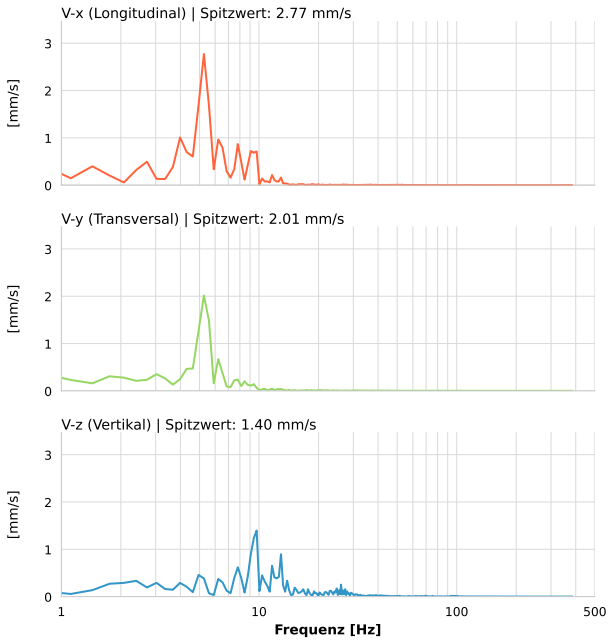 V-x (Longitudinal) | Spitzwert: 2.77 mm/s
3
2
1
0
[mm/s]
V-y (Transversal) | Spitzwert: 2.01 mm/s
3
2
1
0
[mm/s]
V-z (Vertikal) | Spitzwert: 1.40 mm/s
3
2
1
0
[mm/s]
1 10 100 500
Frequenz [Hz]